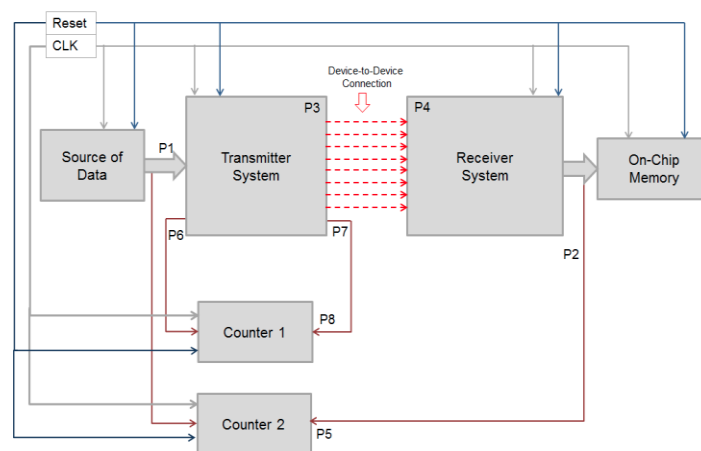 Reset
CLK
Device-to-Device
Connection
P3
P4
P1
Source of
Data
Transmitter
System
Receiver
System
On-Chip
Memory
P6
P7
P2
P8
Counter 1
Counter 2
P5